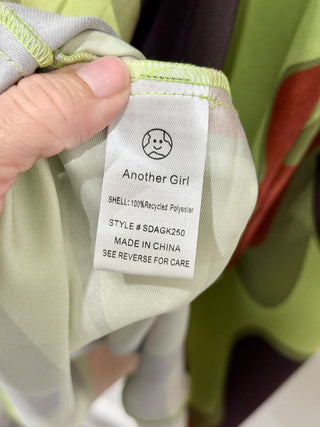 Another Girl
SHELL: 100%Recycled Polyester
STYLE # SDAGK250
MADE IN CHINA
SEE REVERSE FOR CARE